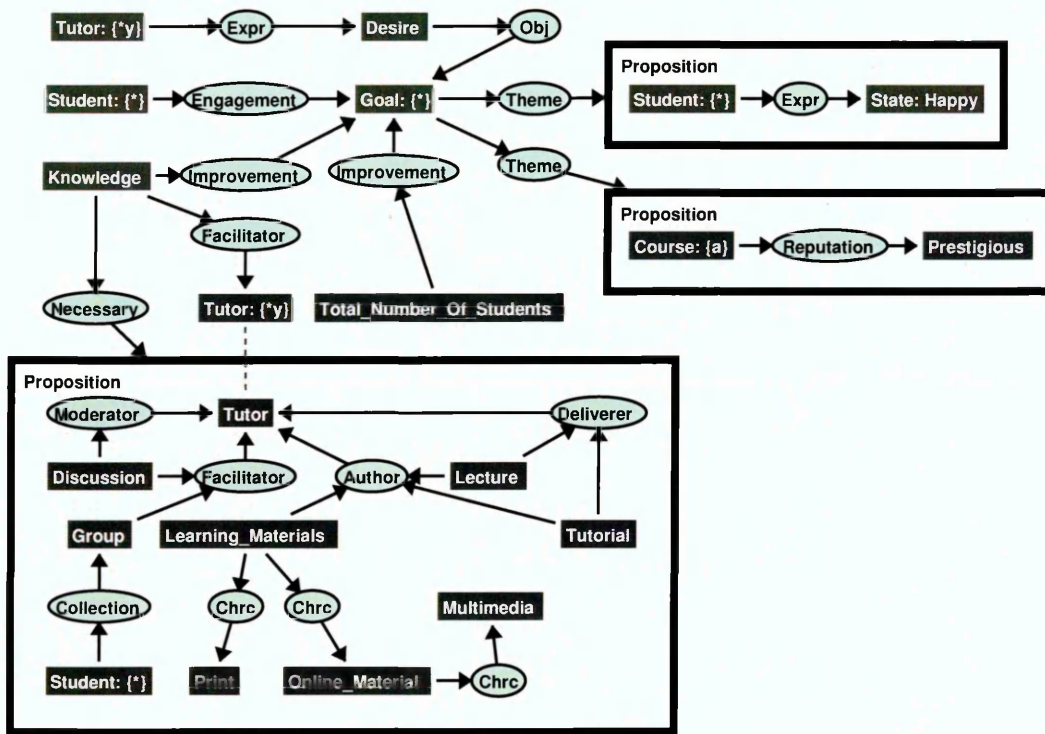 Tutor: {*y} Expr Desire Obj
Proposition
Student: {*} Engagement Goal: {*} Theme Student: {*} Expr State: Happy
Knowledge Improvement Improvement Theme
Proposition
Facilitator Course: {a} Reputation Prestigious
Necessary Tutor: {*y} Total_Number_Of_Students
Proposition
Moderator Tutor Deliverer
Discussion Facilitator Author Lecture
Group Learning_Materials Tutorial
Collection Chrc Chrc Multimedia
Student: {*} Print Online_Material Chrc